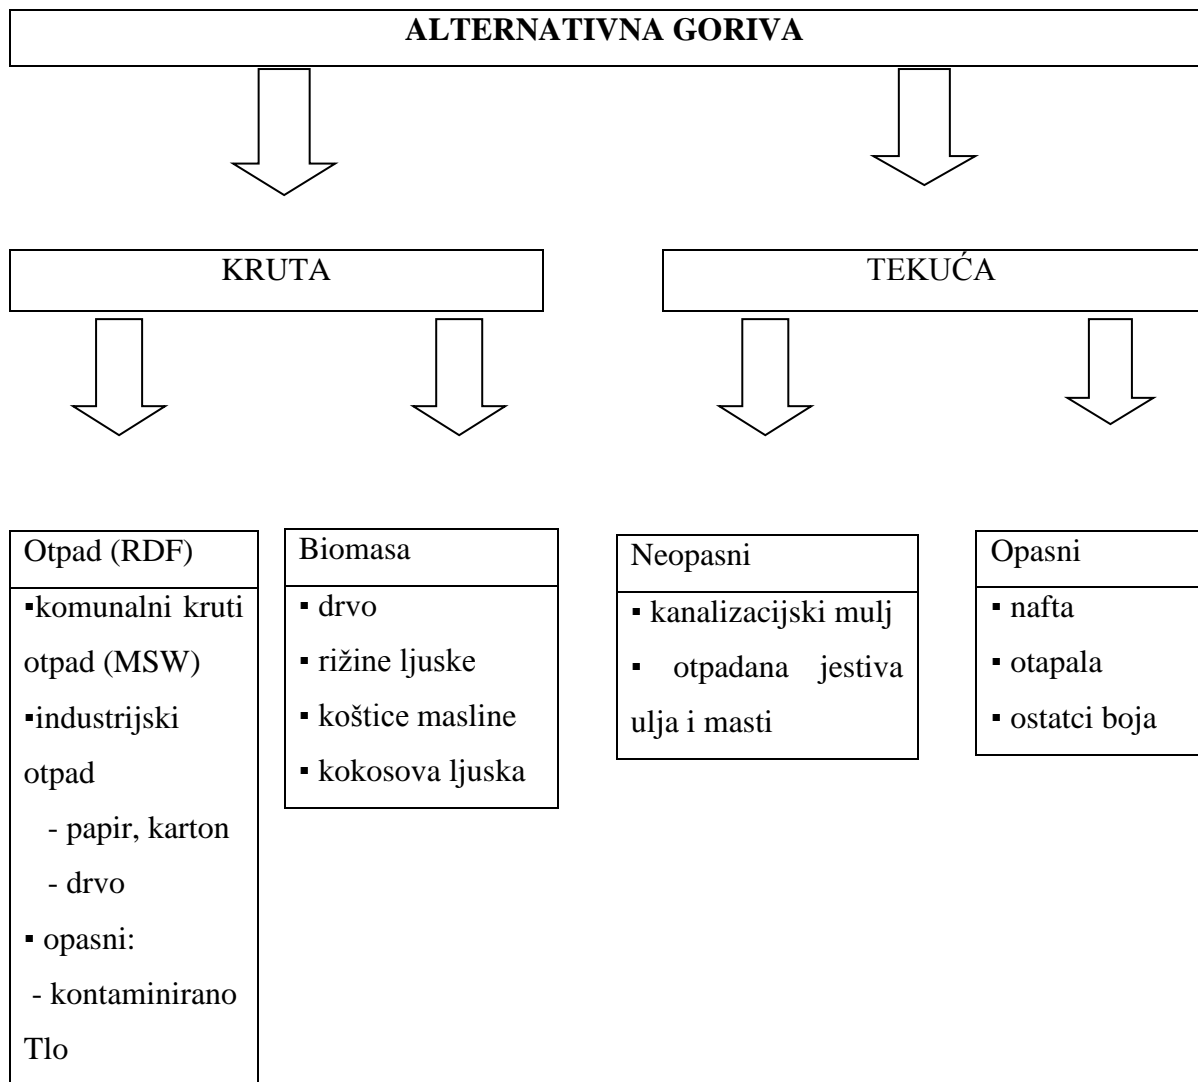 ALTERNATIVNA GORIVA
KRUTA
TEKUĆA
Otpad (RDF)
▪komunalni kruti
otpad (MSW)
▪industrijski
otpad
- papir, karton
- drvo
▪ opasni:
- kontaminirano
Tlo
Biomasa
▪ drvo
▪ rižine ljuske
▪ koštice masline
▪ kokosova ljuska
Neopasni
▪ kanalizacijski mulj
▪ otpadana jestiva
ulja i masti
Opasni
▪ nafta
▪ otapala
▪ ostatci boja